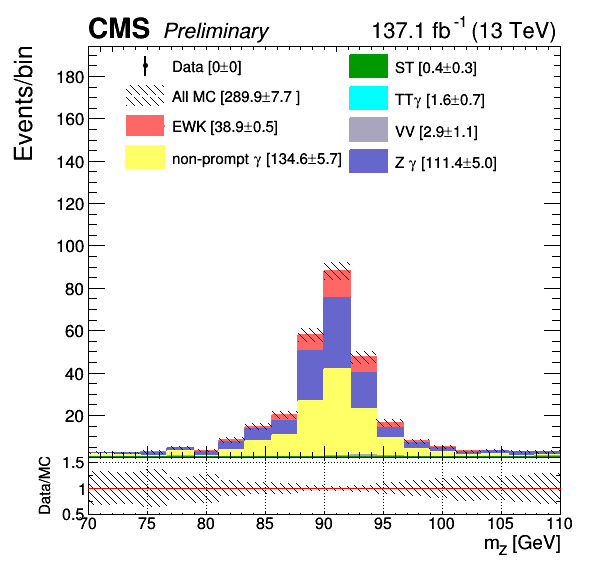 CMS Preliminary 137.1 fb⁻¹ (13 TeV)
Events/bin
Data [0±0]
All MC [289.9±7.7 ]
EWK [38.9±0.5]
non-prompt γ [134.6±5.7]
ST [0.4±0.3]
TTγ [1.6±0.7]
VV [2.9±1.1]
Z γ [111.4±5.0]
180
160
140
120
100
80
60
40
20
Data/MC
1.5
1
0.5
70 75 80 85 90 95 100 105 110
m_Z [GeV]